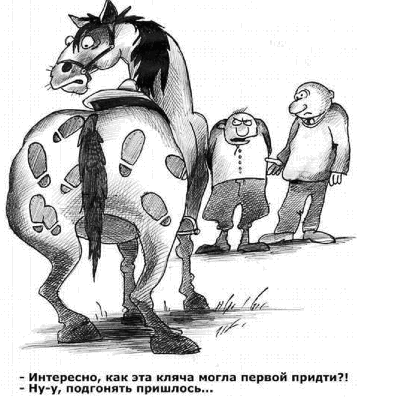 - Интересно, как эта кляча могла первой придти?!
- Ну-у, подгонять пришлось...